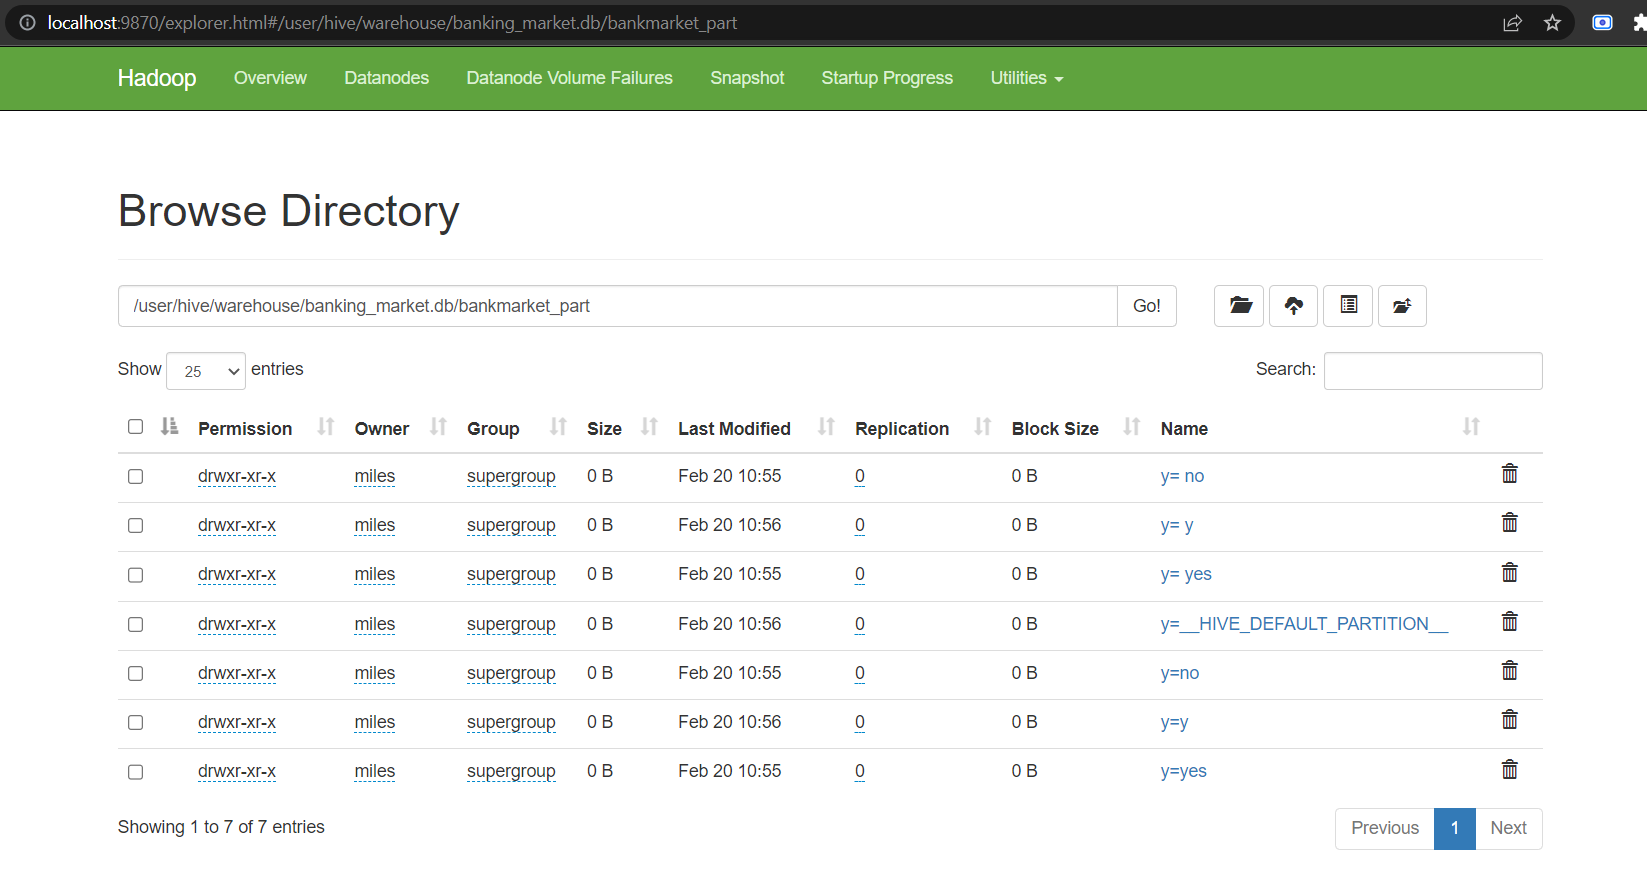 localhost:9870/explorer.html#/user/hive/warehouse/banking_market.db/bankmarket_part
Hadoop Overview Datanodes Datanode Volume Failures Snapshot Startup Progress Utilities
Browse Directory
/user/hive/warehouse/banking_market.db/bankmarket_part Go!
Show 25 entries Search:
Permission Owner Group Size Last Modified Replication Block Size Name
drwxr-xr-x miles supergroup 0 B Feb 20 10:55 0 0 B y= no
drwxr-xr-x miles supergroup 0 B Feb 20 10:56 0 0 B y= y
drwxr-xr-x miles supergroup 0 B Feb 20 10:55 0 0 B y= yes
drwxr-xr-x miles supergroup 0 B Feb 20 10:56 0 0 B y=__HIVE_DEFAULT_PARTITION__
drwxr-xr-x miles supergroup 0 B Feb 20 10:55 0 0 B y=no
drwxr-xr-x miles supergroup 0 B Feb 20 10:56 0 0 B y=y
drwxr-xr-x miles supergroup 0 B Feb 20 10:55 0 0 B y=yes
Showing 1 to 7 of 7 entries Previous 1 Next